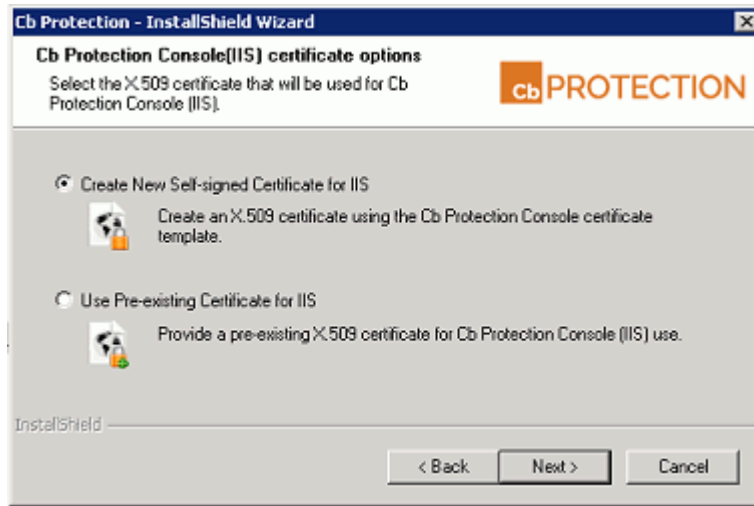 Cb Protection - InstallShield Wizard
Cb Protection Console(IIS) certificate options
Select the X.509 certificate that will be used for Cb
Protection Console (IIS).
Cb PROTECTION
Create New Self-signed Certificate for IIS
Create an X.509 certificate using the Cb Protection Console certificate
template.
Use Pre-existing Certificate for IIS
Provide a pre-existing X.509 certificate for Cb Protection Console (IIS) use.
InstallShield
< Back
Next >
Cancel